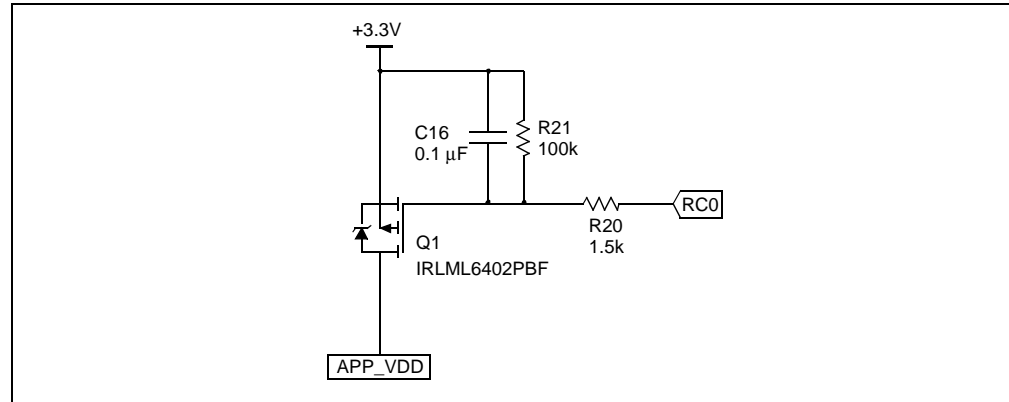 +3.3V
C16
0.1 μF
R21
100k
RC0
R20
1.5k
Q1
IRLML6402PBF
APP_VDD